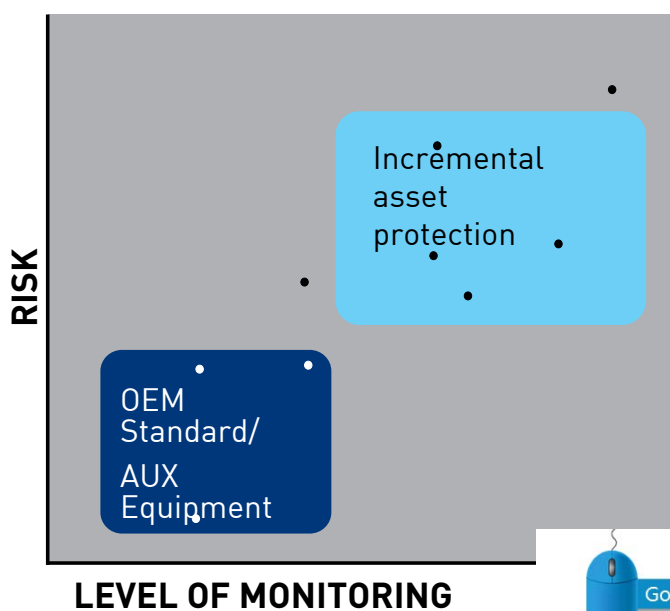 Incremental
asset
protection
RISK
OEM
Standard/
AUX
Equipment
LEVEL OF MONITORING
Go